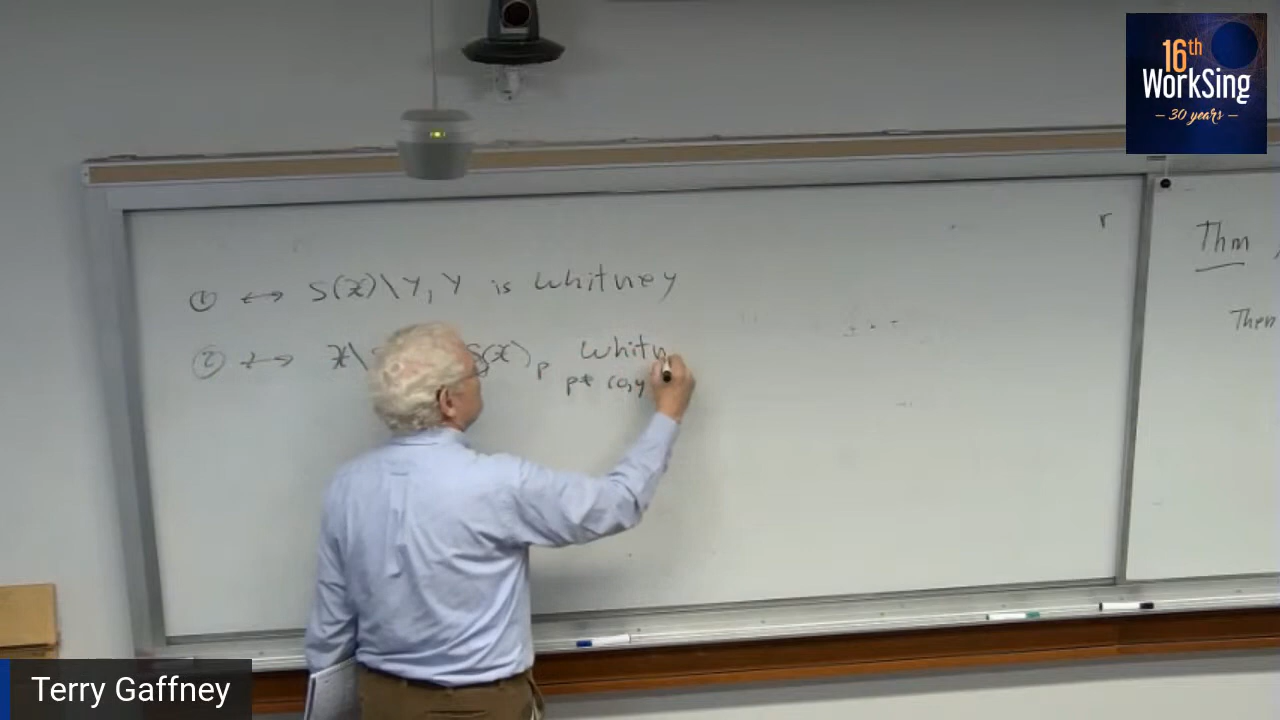 16th
WorkSing
– 30 years –
r
Thm
Then
① ↔ S(X)\Y, Y is Whitney
② ↔ X\ S(X)p Whitn
p≠ (0,y
Terry Gaffney